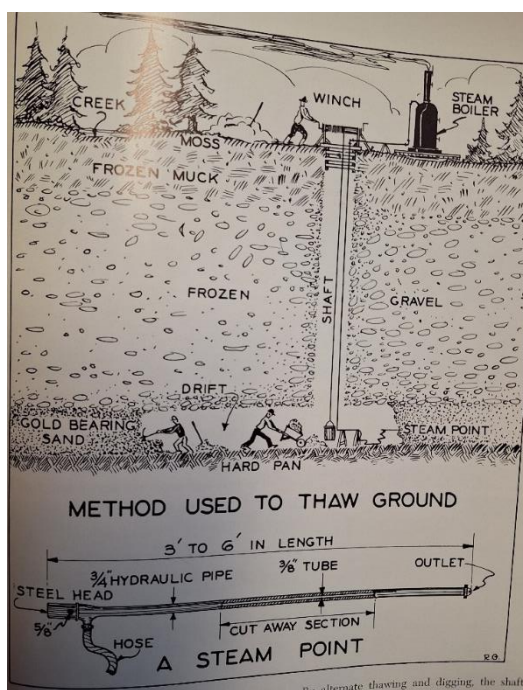 CREEK
WINCH
STEAM
BOILER
MOSS
FROZEN MUCK
FROZEN
SHAFT
GRAVEL
DRIFT
GOLD BEARING
SAND
STEAM POINT
HARD PAN
METHOD USED TO THAW GROUND
3' TO 6' IN LENGTH
3/4" HYDRAULIC PIPE
3/8" TUBE
OUTLET
STEEL HEAD
5/8"
HOSE
CUT AWAY SECTION
A STEAM POINT
R.G.
alternate thawing and digging, the shaft